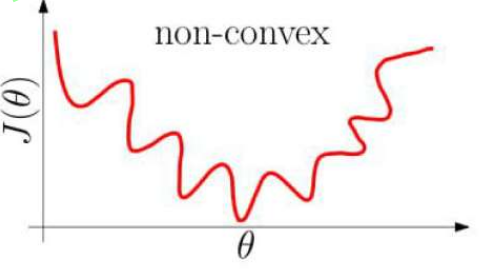 non-convex
J(θ)
θ